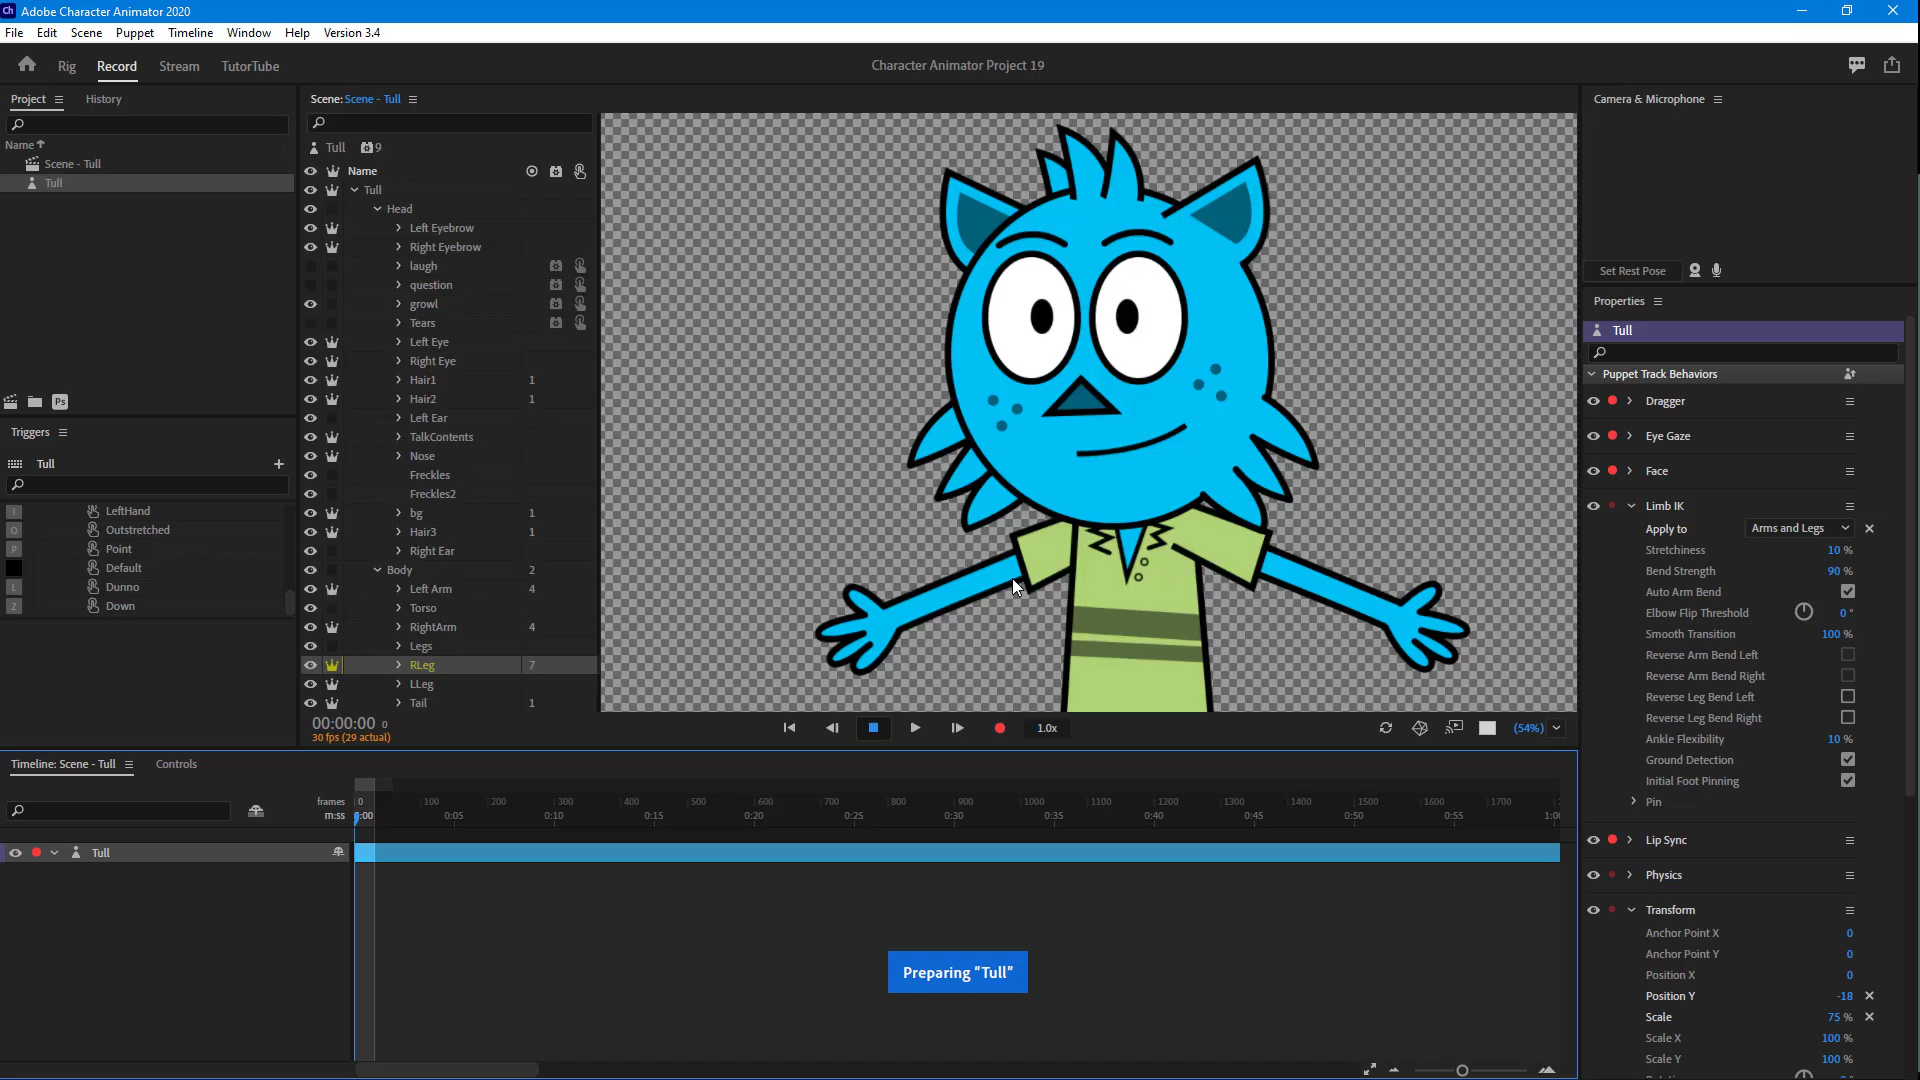 Ch Adobe Character Animator 2020
File Edit Scene Puppet Timeline Window Help Version 3.4
Rig Record Stream TutorTube
Character Animator Project 19
Project History
Name
Scene - Tull
Tull
Ps
Triggers
Tull
I LeftHand
O Outstretched
P Point
Default
L Dunno
Z Down
Scene: Scene - Tull
Tull 9
Name
Tull
Head
Left Eyebrow
Right Eyebrow
laugh
question
growl
Tears
Left Eye
Right Eye
Hair1 1
Hair2 1
Left Ear
TalkContents
Nose
Freckles
Freckles2
bg 1
Hair3 1
Right Ear
Body 2
Left Arm 4
Torso
RightArm 4
Legs
RLeg 7
LLeg
Tail 1
00:00:00 0
30 fps (29 actual)
1.0x
(54%)
Camera & Microphone
Set Rest Pose
Properties
Tull
Puppet Track Behaviors
Dragger
Eye Gaze
Face
Limb IK
Apply to Arms and Legs
Stretchiness 10 %
Bend Strength 90 %
Auto Arm Bend
Elbow Flip Threshold 0 °
Smooth Transition 100 %
Reverse Arm Bend Left
Reverse Arm Bend Right
Reverse Leg Bend Left
Reverse Leg Bend Right
Ankle Flexibility 10 %
Ground Detection
Initial Foot Pinning
Pin
Lip Sync
Physics
Transform
Anchor Point X 0
Anchor Point Y 0
Position X 0
Position Y -18
Scale 75 %
Scale X 100 %
Scale Y 100 %
Timeline: Scene - Tull Controls
frames 0 100 200 300 400 500 600 700 800 900 1000 1100 1200 1300 1400 1500 1600 1700
m:ss 0:00 0:05 0:10 0:15 0:20 0:25 0:30 0:35 0:40 0:45 0:50 0:55
Tull
Preparing “Tull”